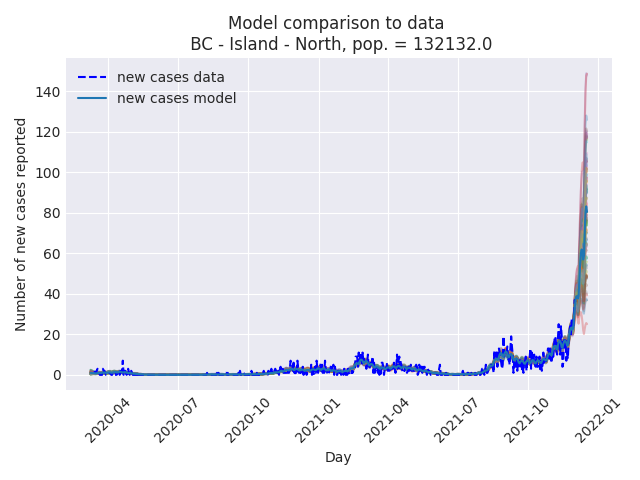 Model comparison to data
BC - Island - North, pop. = 132132.0
new cases data
new cases model
Number of new cases reported
140
120
100
80
60
40
20
0
2020-04
2020-07
2020-10
2021-01
2021-04
2021-07
2021-10
2022-01
Day